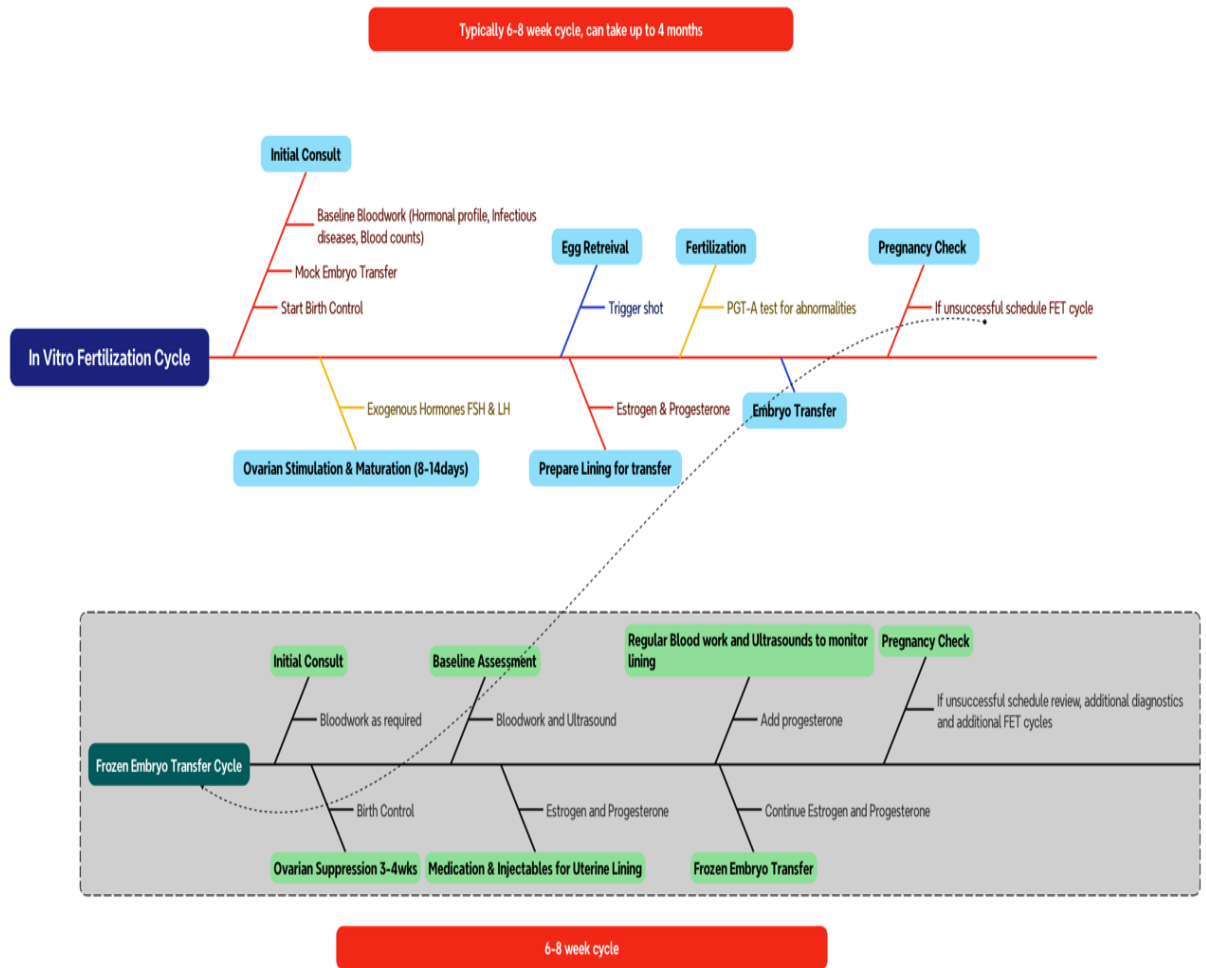 Typically 6-8 week cycle, can take up to 4 months
Initial Consult
Baseline Bloodwork (Hormonal profile, Infectious
diseases, Blood counts)
Mock Embryo Transfer
Start Birth Control
Egg Retreival
Trigger shot
Fertilization
PGT-A test for abnormalities
Pregnancy Check
If unsuccessful schedule FET cycle
In Vitro Fertilization Cycle
Exogenous Hormones FSH & LH
Ovarian Stimulation & Maturation (8-14days)
Estrogen & Progesterone
Prepare Lining for transfer
Embryo Transfer
Initial Consult
Bloodwork as required
Baseline Assessment
Bloodwork and Ultrasound
Regular Blood work and Ultrasounds to monitor
lining
Add progesterone
Pregnancy Check
If unsuccessful schedule review, additional diagnostics
and additional FET cycles
Frozen Embryo Transfer Cycle
Birth Control
Ovarian Suppression 3-4wks
Estrogen and Progesterone
Medication & Injectables for Uterine Lining
Continue Estrogen and Progesterone
Frozen Embryo Transfer
6-8 week cycle